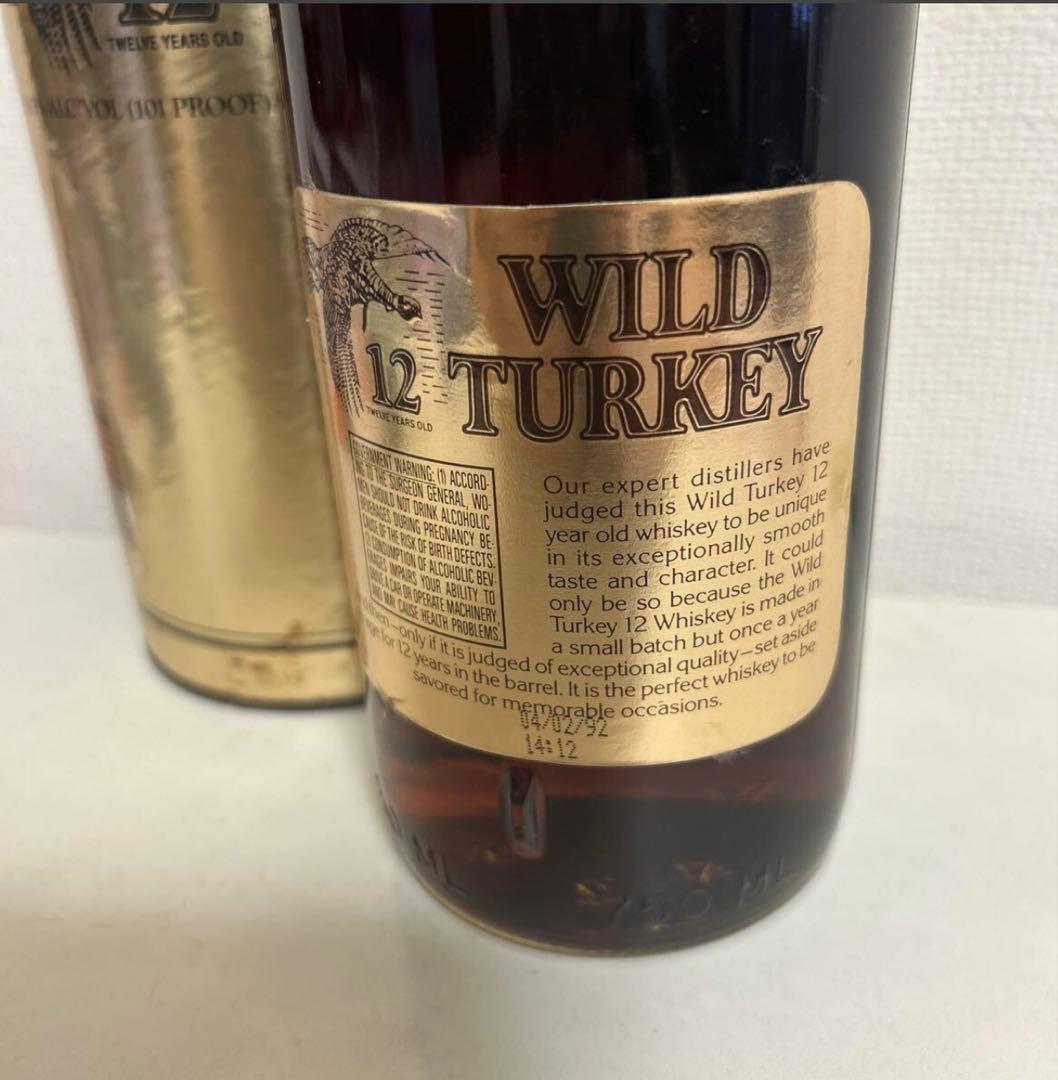 12
TWELVE YEARS OLD
ALC/VOL (101 PROOF)
WILD
12 TURKEY
TWELVE YEARS OLD
GOVERNMENT WARNING: (1) ACCORD-
ING TO THE SURGEON GENERAL, WO-
MEN SHOULD NOT DRINK ALCOHOLIC
BEVERAGES DURING PREGNANCY BE-
CAUSE OF THE RISK OF BIRTH DEFECTS.
(2) CONSUMPTION OF ALCOHOLIC BEV-
ERAGES IMPAIRS YOUR ABILITY TO
DRIVE A CAR OR OPERATE MACHINERY,
AND MAY CAUSE HEALTH PROBLEMS.
Our expert distillers have
judged this Wild Turkey 12
year old whiskey to be unique
in its exceptionally smooth
taste and character. It could
only be so because the Wild
Turkey 12 Whiskey is made in
a small batch but once a year
then—only if it is judged of exceptional quality—set aside
for 12 years in the barrel. It is the perfect whiskey to be
savored for memorable occasions.
04/02/92
14:12
ML
750 ML